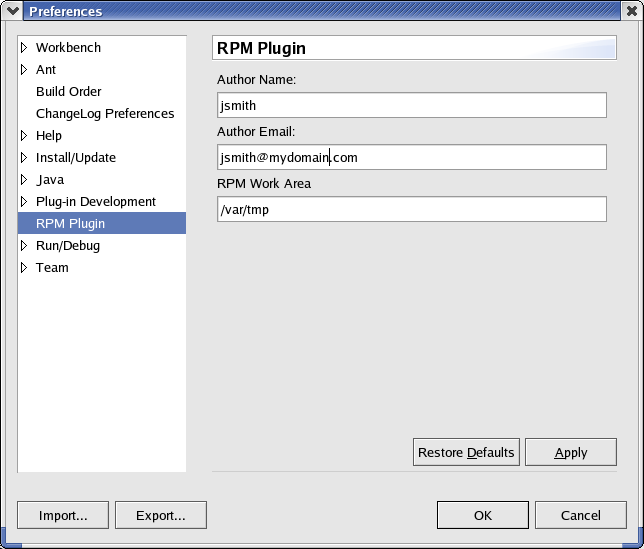 Preferences
Workbench
Ant
Build Order
ChangeLog Preferences
Help
Install/Update
Java
Plug-in Development
RPM Plugin
Run/Debug
Team
RPM Plugin
Author Name:
jsmith
Author Email:
jsmith@mydomain.com
RPM Work Area
/var/tmp
Restore Defaults
Apply
Import...
Export...
OK
Cancel